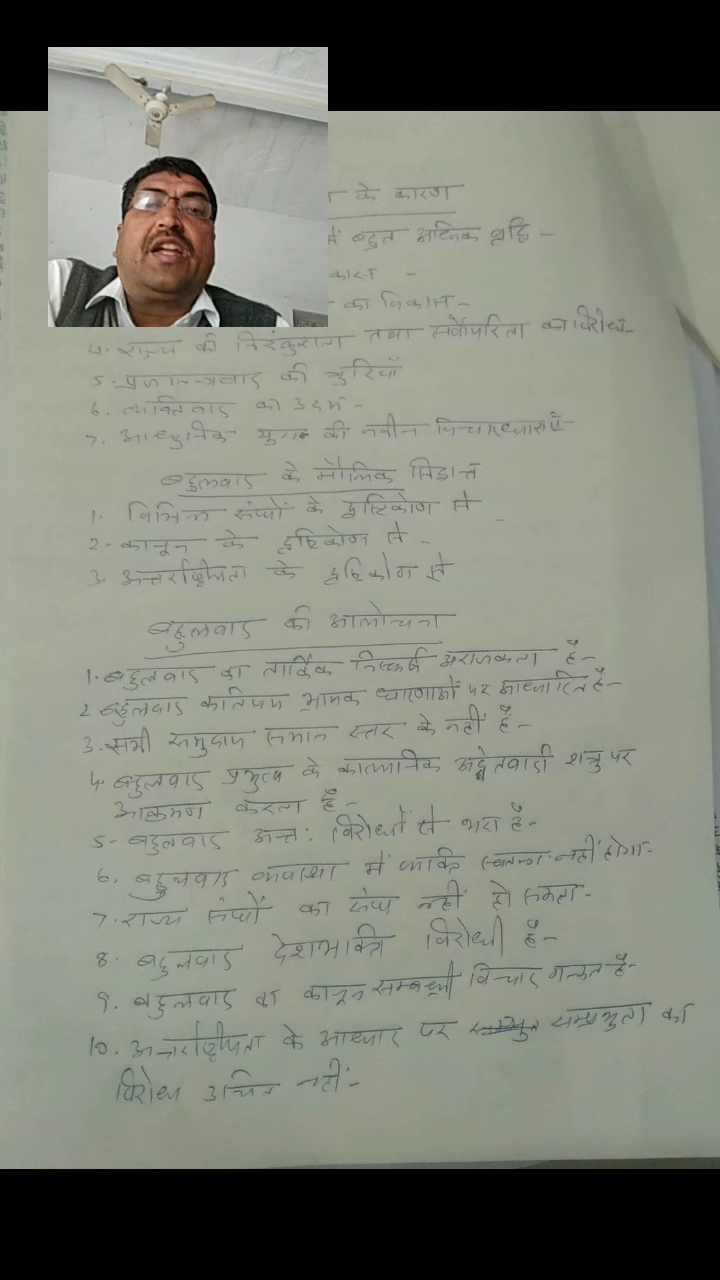 के कारण
में बहुत अधिक वृद्धि -
का विकास -
4. राज्य की निरंकुशता तथा सर्वोपरिता का विरोध -
5. प्रजातन्त्रवाद की त्रुटियाँ
6. व्यक्तिवाद का उदय -
7. आधुनिक युग की नवीन विचारधाराएँ -
बहुलवाद के मौलिक सिद्धान्त
1. विभिन्न संघों के दृष्टिकोण से -
2. कानून के दृष्टिकोण से -
3. अन्तर्राष्ट्रीयता के दृष्टिकोण से
बहुलवाद की आलोचना
1. बहुलवाद का तार्किक निष्कर्ष अराजकता है -
2 बहुलवाद कतिपय भ्रामक धारणाओं पर आधारित है -
3. सभी समुदाय समान स्तर के नहीं हैं -
4. बहुलवाद प्रभुत्व के काल्पनिक अद्वैतवादी शत्रु पर
आक्रमण करता है -
5 - बहुलवाद अन्त: विरोधों से भरा है -
6. बहुलवाद व्यवस्था में व्यक्ति स्वतन्त्र नहीं होगा -
7. राज्य संघों का संघ नहीं हो सकता -
8. बहुलवाद देशभक्ति विरोधी है -
9. बहुलवाद का कानून सम्बन्धी विचार गलत है -
10. अन्तर्राष्ट्रीयता के आधार पर सम्प्रभुता का
विरोध उचित नहीं -